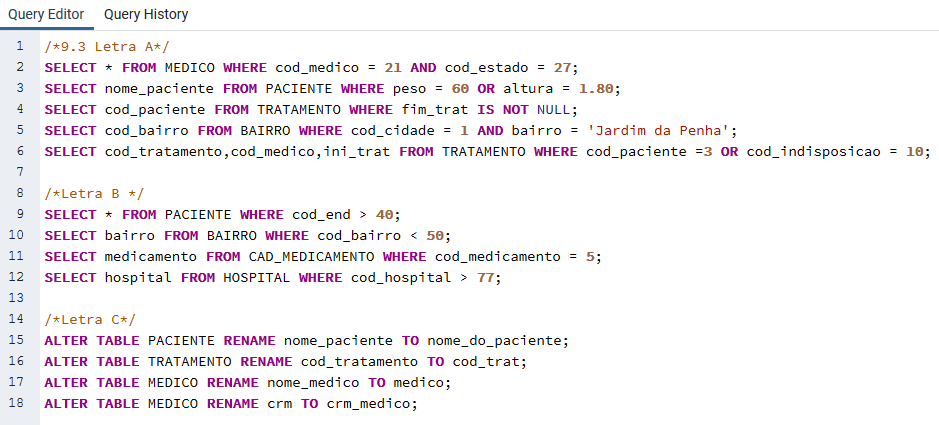 Query Editor Query History
1 /*9.3 Letra A*/
2 SELECT * FROM MEDICO WHERE cod_medico = 21 AND cod_estado = 27;
3 SELECT nome_paciente FROM PACIENTE WHERE peso = 60 OR altura = 1.80;
4 SELECT cod_paciente FROM TRATAMENTO WHERE fim_trat IS NOT NULL;
5 SELECT cod_bairro FROM BAIRRO WHERE cod_cidade = 1 AND bairro = 'Jardim da Penha';
6 SELECT cod_tratamento,cod_medico,ini_trat FROM TRATAMENTO WHERE cod_paciente =3 OR cod_indisposicao = 10;
7
8 /*Letra B */
9 SELECT * FROM PACIENTE WHERE cod_end > 40;
10 SELECT bairro FROM BAIRRO WHERE cod_bairro < 50;
11 SELECT medicamento FROM CAD_MEDICAMENTO WHERE cod_medicamento = 5;
12 SELECT hospital FROM HOSPITAL WHERE cod_hospital > 77;
13
14 /*Letra C*/
15 ALTER TABLE PACIENTE RENAME nome_paciente TO nome_do_paciente;
16 ALTER TABLE TRATAMENTO RENAME cod_tratamento TO cod_trat;
17 ALTER TABLE MEDICO RENAME nome_medico TO medico;
18 ALTER TABLE MEDICO RENAME crm TO crm_medico;